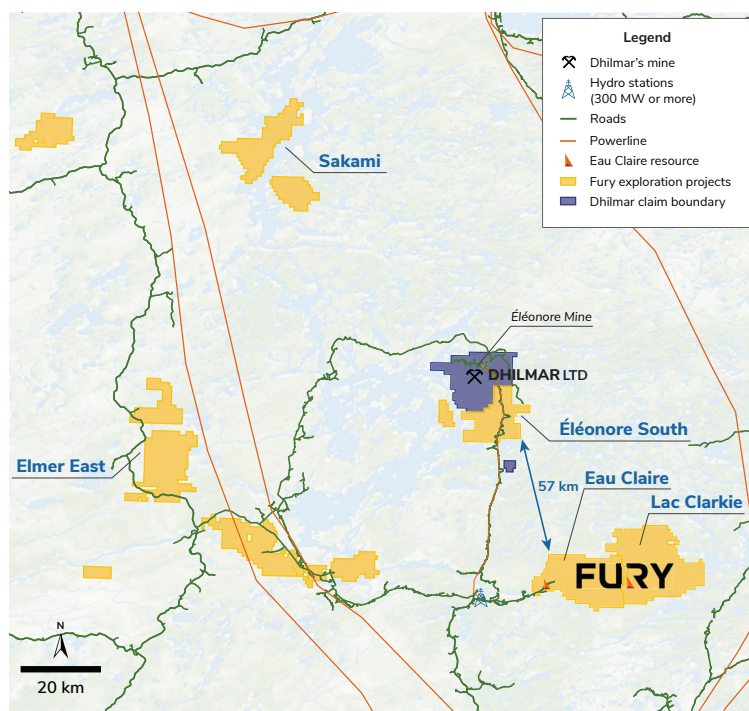 Legend
Dhilmar's mine
Hydro stations
(300 MW or more)
Roads
Powerline
Eau Claire resource
Fury exploration projects
Dhilmar claim boundary
Sakami
Éléonore Mine
DHILMAR LTD
Éléonore South
Elmer East
57 km
Eau Claire
Lac Clarkie
FURY
N
20 km